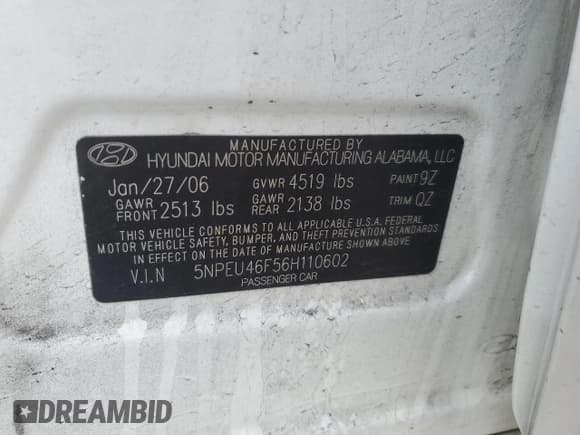 MANUFACTURED BY
HYUNDAI MOTOR MANUFACTURING ALABAMA, LLC
Jan/27/06 GVWR 4519 lbs PAINT 9Z
GAWR FRONT 2513 lbs GAWR REAR 2138 lbs TRIM QZ
THIS VEHICLE CONFORMS TO ALL APPLICABLE U.S.A. FEDERAL
MOTOR VEHICLE SAFETY, BUMPER, AND THEFT PREVENTION STANDARDS
IN EFFECT ON THE DATE OF MANUFACTURE SHOWN ABOVE
V.I.N 5NPEU46F56H110602
PASSENGER CAR
DREAMBID